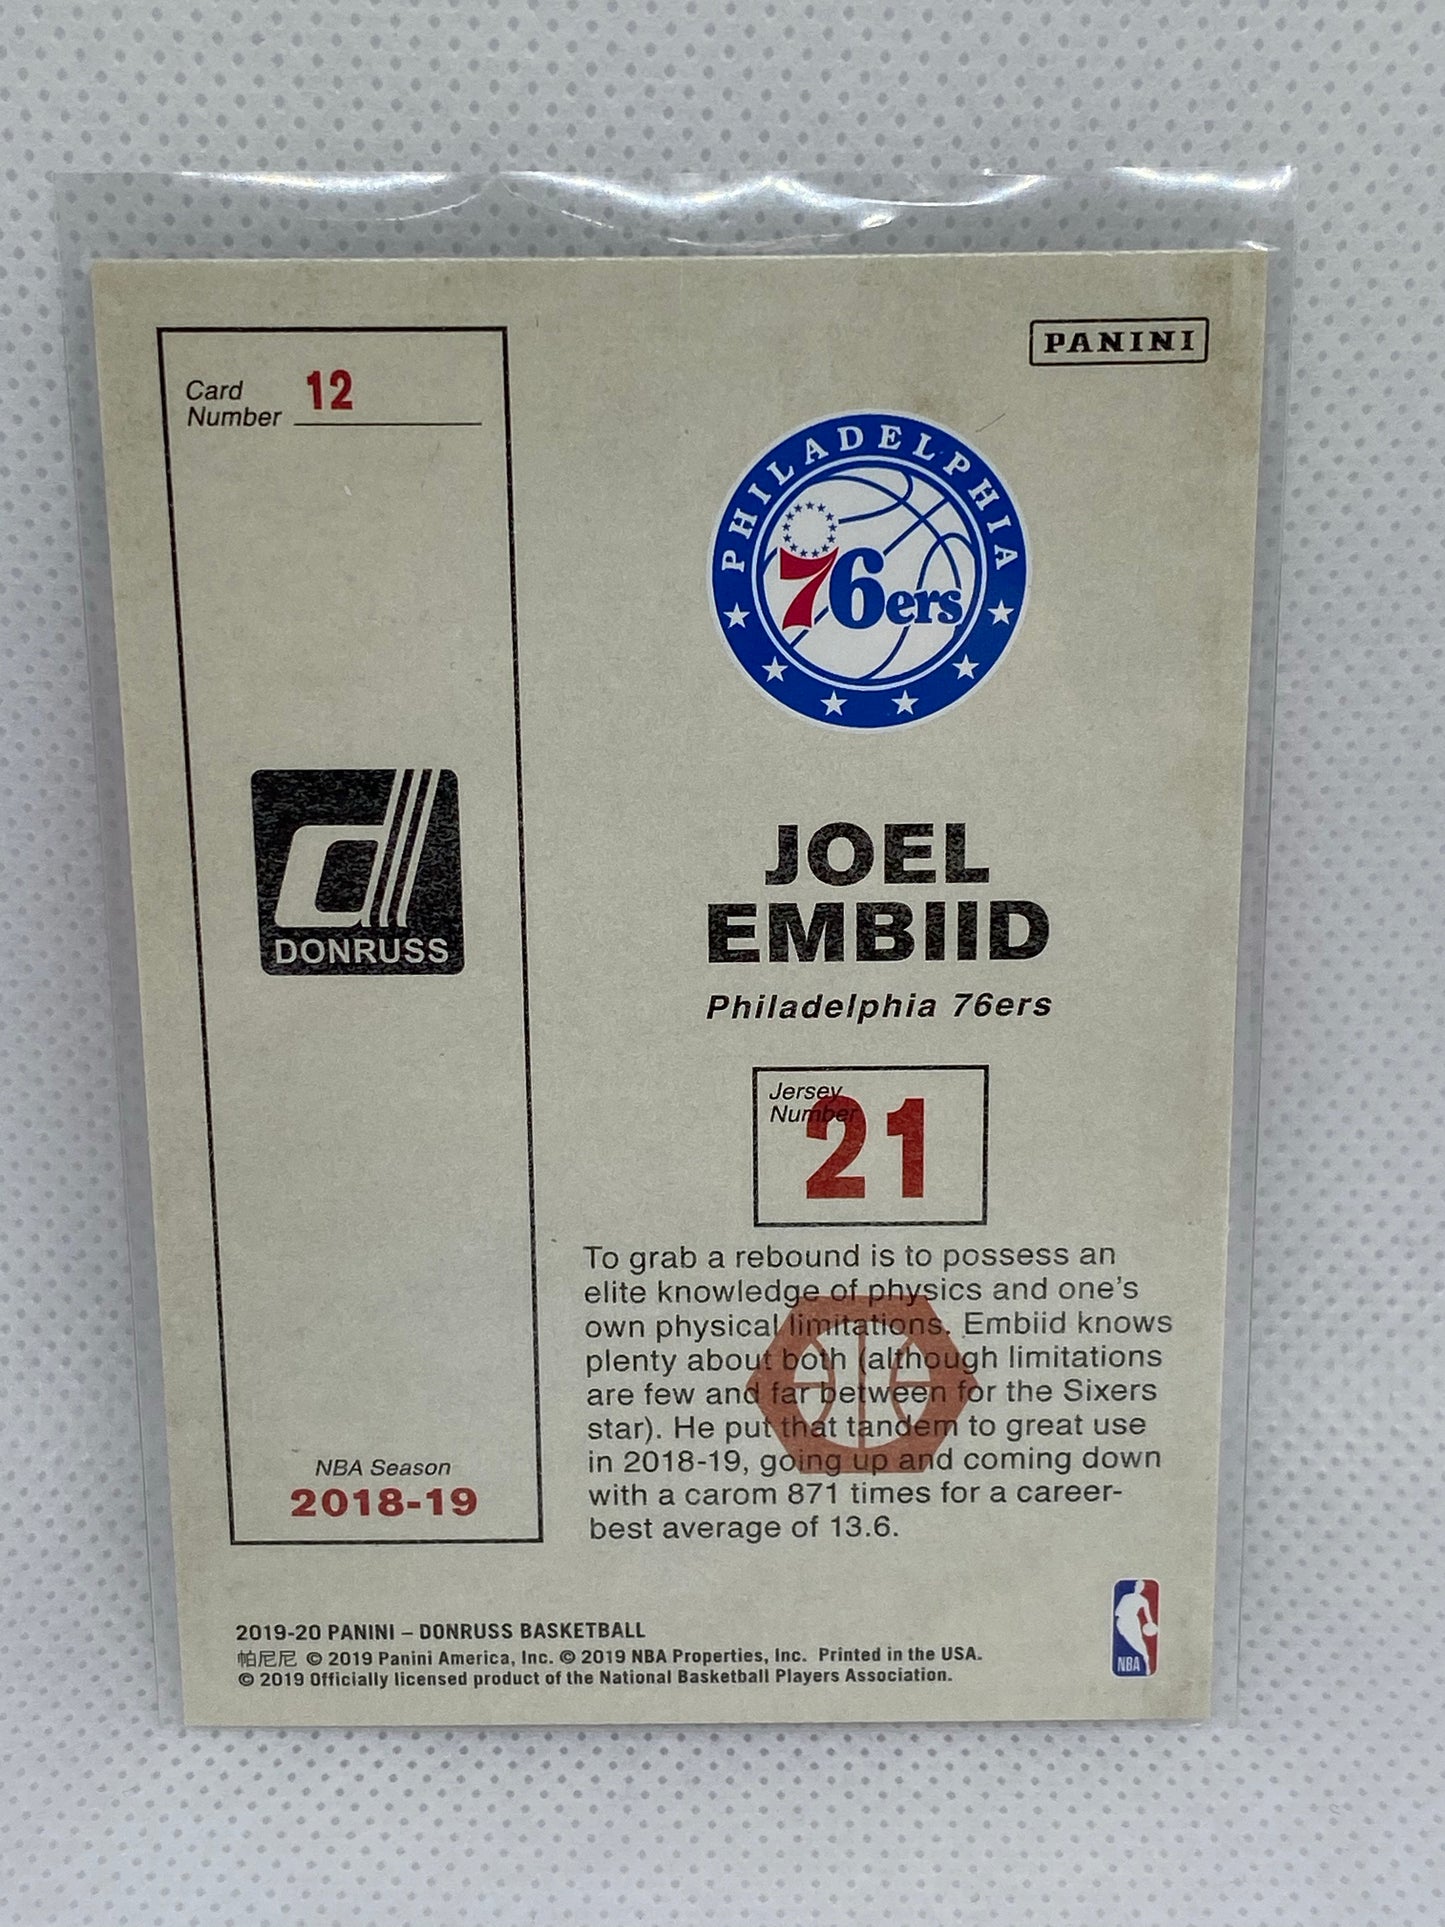 Card
Number 12
PANINI
PHILADELPHIA
76ers
DONRUSS
JOEL
EMBIID
Philadelphia 76ers
Jersey
Number
21
To grab a rebound is to possess an
elite knowledge of physics and one's
own physical limitations. Embiid knows
plenty about both (although limitations
are few and far between for the Sixers
star). He put that tandem to great use
in 2018-19, going up and coming down
with a carom 871 times for a career-
best average of 13.6.
NBA Season
2018-19
2019-20 PANINI – DONRUSS BASKETBALL
帕尼尼 © 2019 Panini America, Inc. © 2019 NBA Properties, Inc. Printed in the USA.
© 2019 Officially licensed product of the National Basketball Players Association.
NBA